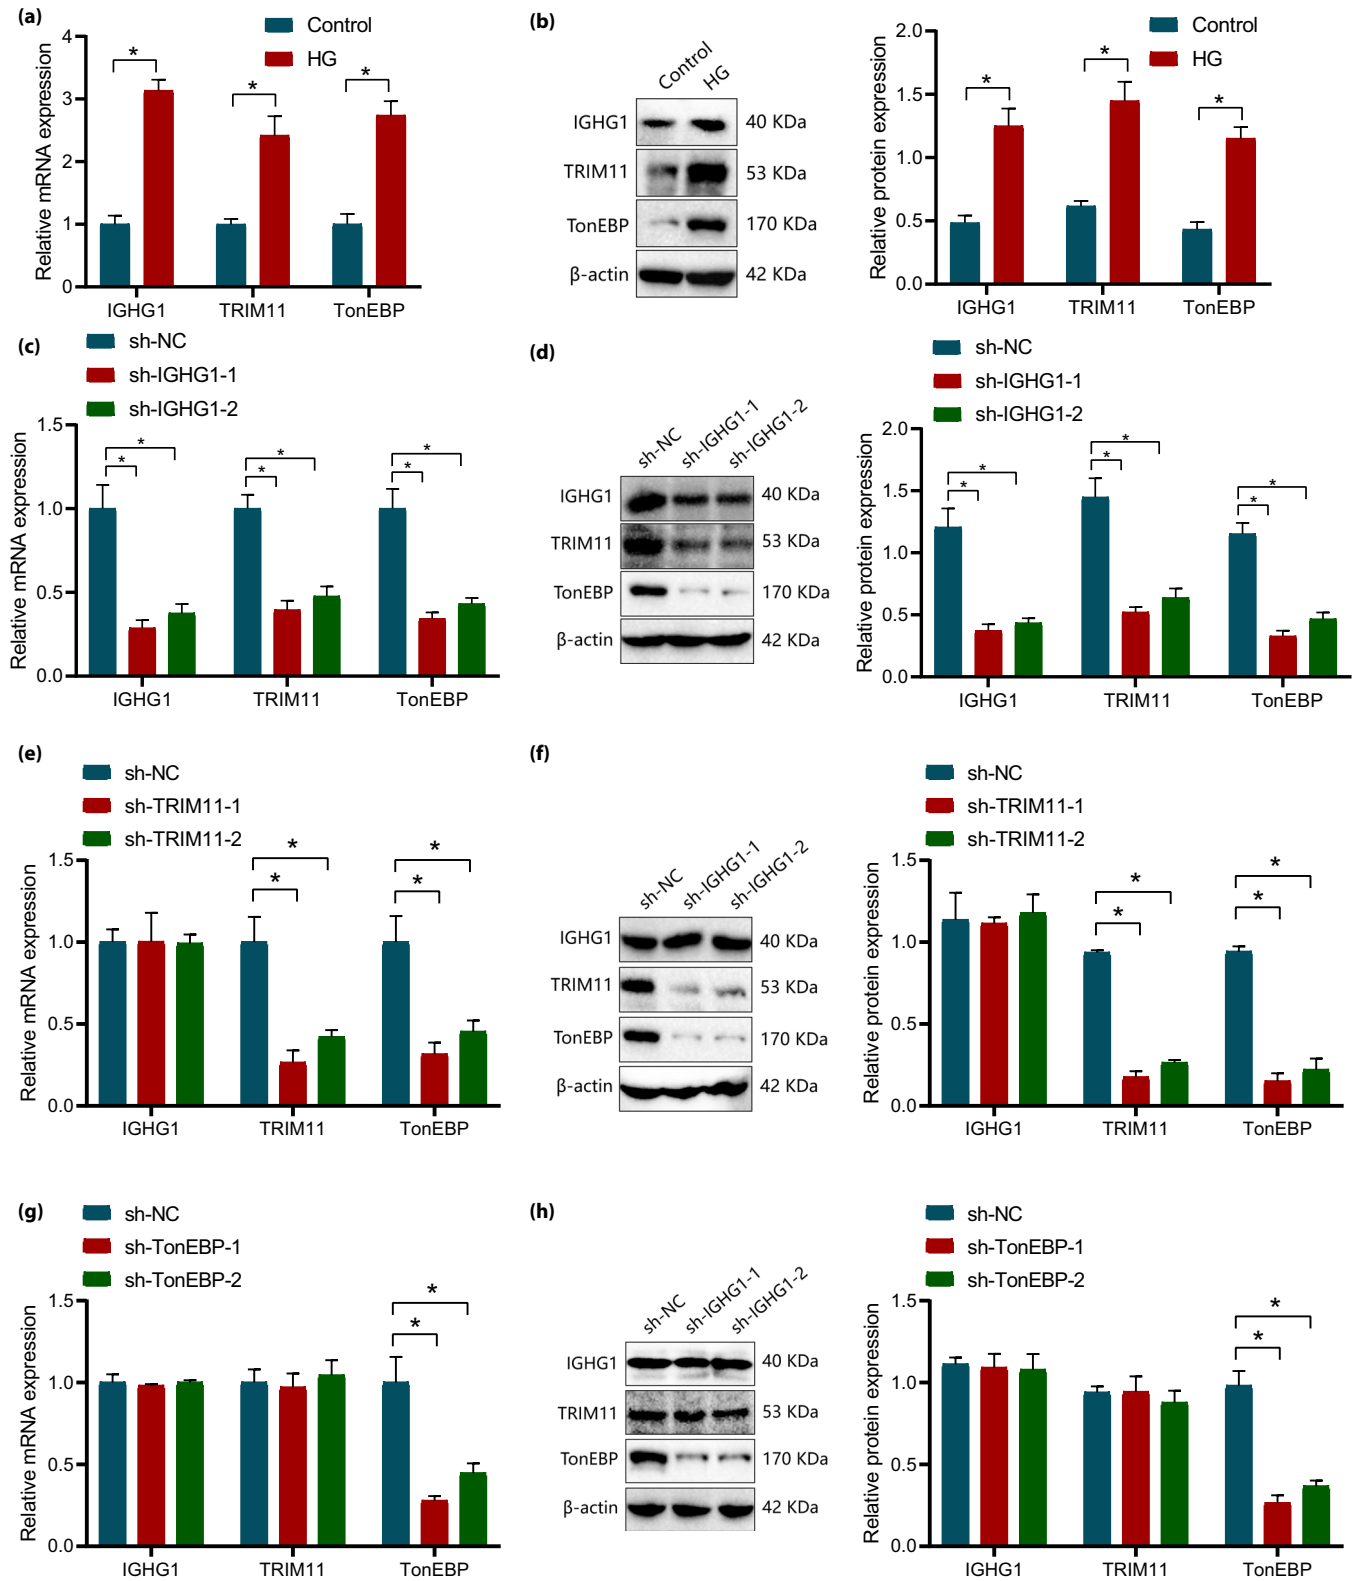 (a)
Control
HG
Relative mRNA expression
4
3
2
1
0
*
*
*
IGHG1
TRIM11
TonEBP
(b)
Control
HG
IGHG1
40 KDa
TRIM11
53 KDa
TonEBP
170 KDa
β-actin
42 KDa
Control
HG
Relative protein expression
2.0
1.5
1.0
0.5
0.0
*
*
*
IGHG1
TRIM11
TonEBP
(c)
sh-NC
sh-IGHG1-1
sh-IGHG1-2
Relative mRNA expression
1.5
1.0
0.5
0.0
*
*
*
*
*
*
IGHG1
TRIM11
TonEBP
(d)
sh-NC
sh-IGHG1-1
sh-IGHG1-2
IGHG1
40 KDa
TRIM11
53 KDa
TonEBP
170 KDa
β-actin
42 KDa
sh-NC
sh-IGHG1-1
sh-IGHG1-2
Relative protein expression
2.0
1.5
1.0
0.5
0.0
*
*
*
*
*
*
IGHG1
TRIM11
TonEBP
(e)
sh-NC
sh-TRIM11-1
sh-TRIM11-2
Relative mRNA expression
1.5
1.0
0.5
0.0
*
*
*
*
IGHG1
TRIM11
TonEBP
(f)
sh-NC
sh-IGHG1-1
sh-IGHG1-2
IGHG1
40 KDa
TRIM11
53 KDa
TonEBP
170 KDa
β-actin
42 KDa
sh-NC
sh-TRIM11-1
sh-TRIM11-2
Relative protein expression
1.5
1.0
0.5
0.0
*
*
*
*
IGHG1
TRIM11
TonEBP
(g)
sh-NC
sh-TonEBP-1
sh-TonEBP-2
Relative mRNA expression
1.5
1.0
0.5
0.0
*
*
IGHG1
TRIM11
TonEBP
(h)
sh-NC
sh-IGHG1-1
sh-IGHG1-2
IGHG1
40 KDa
TRIM11
53 KDa
TonEBP
170 KDa
β-actin
42 KDa
sh-NC
sh-TonEBP-1
sh-TonEBP-2
Relative protein expression
1.5
1.0
0.5
0.0
*
*
IGHG1
TRIM11
TonEBP